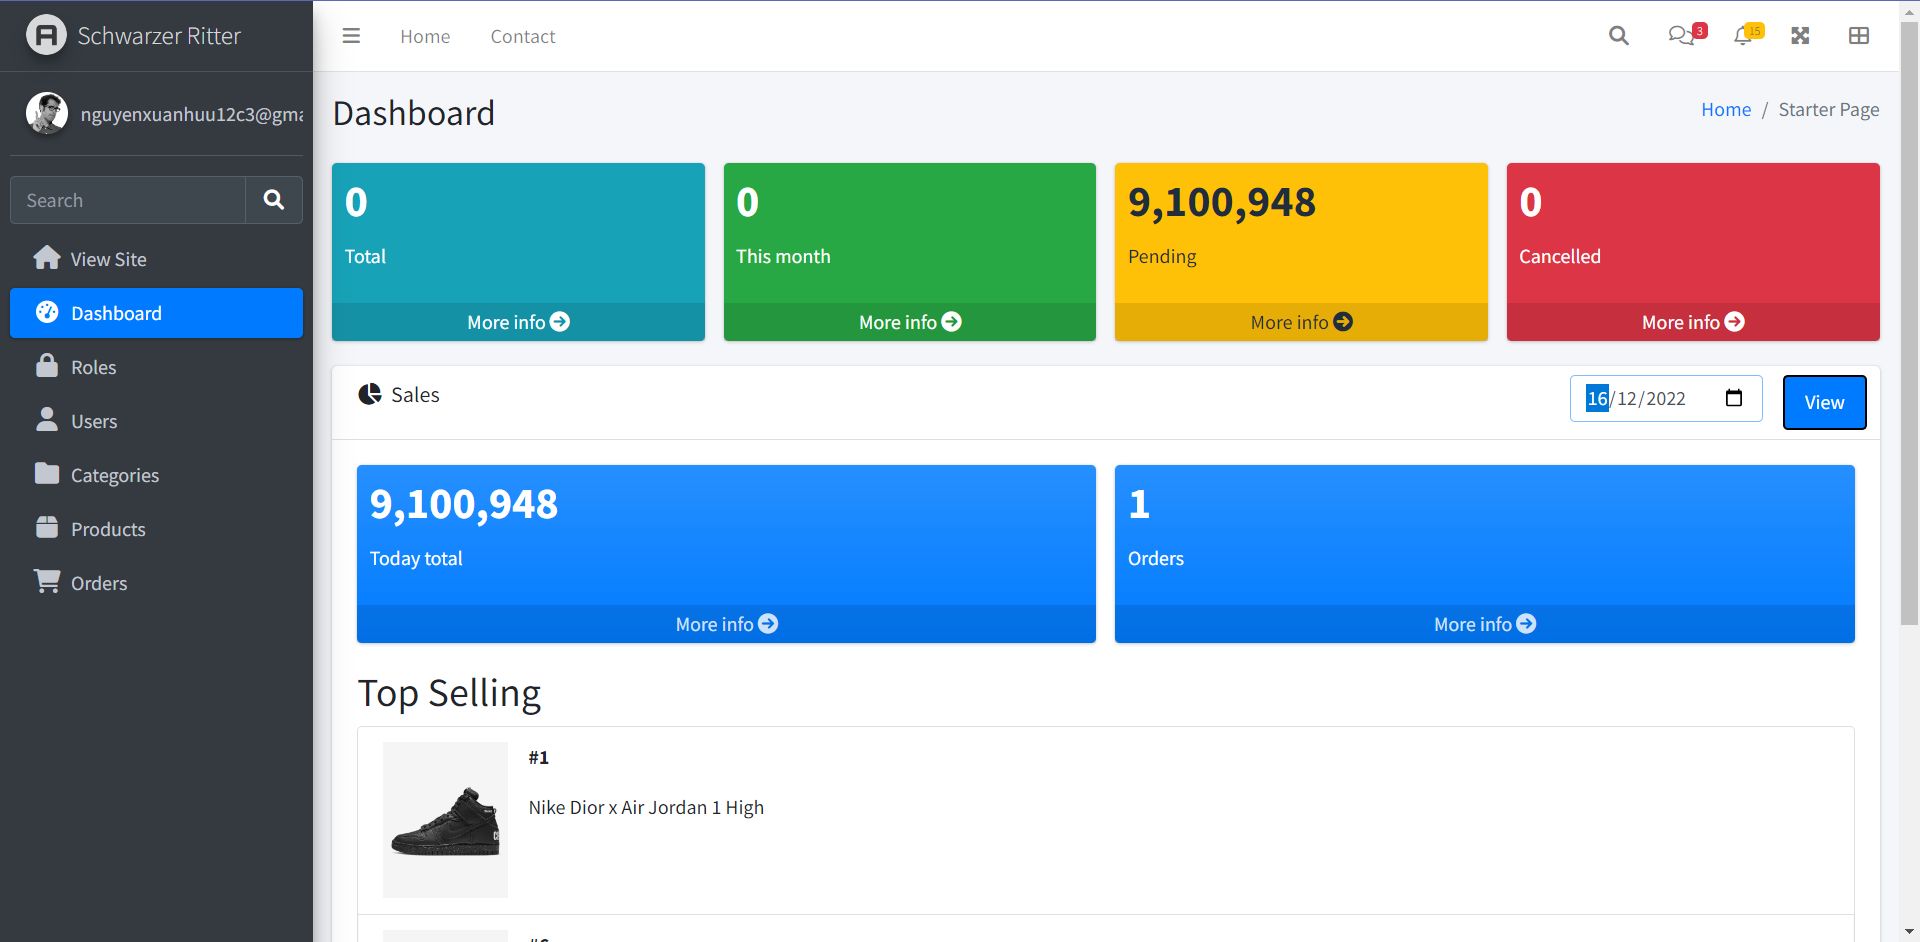 Schwarzer Ritter
Home
Contact
3
15
nguyenxuanhuu12c3@gma
Search
View Site
Dashboard
Roles
Users
Categories
Products
Orders
Dashboard
Home / Starter Page
0
Total
More info
0
This month
More info
9,100,948
Pending
More info
0
Cancelled
More info
Sales
16/12/2022
View
9,100,948
Today total
More info
1
Orders
More info
Top Selling
#1
Nike Dior x Air Jordan 1 High